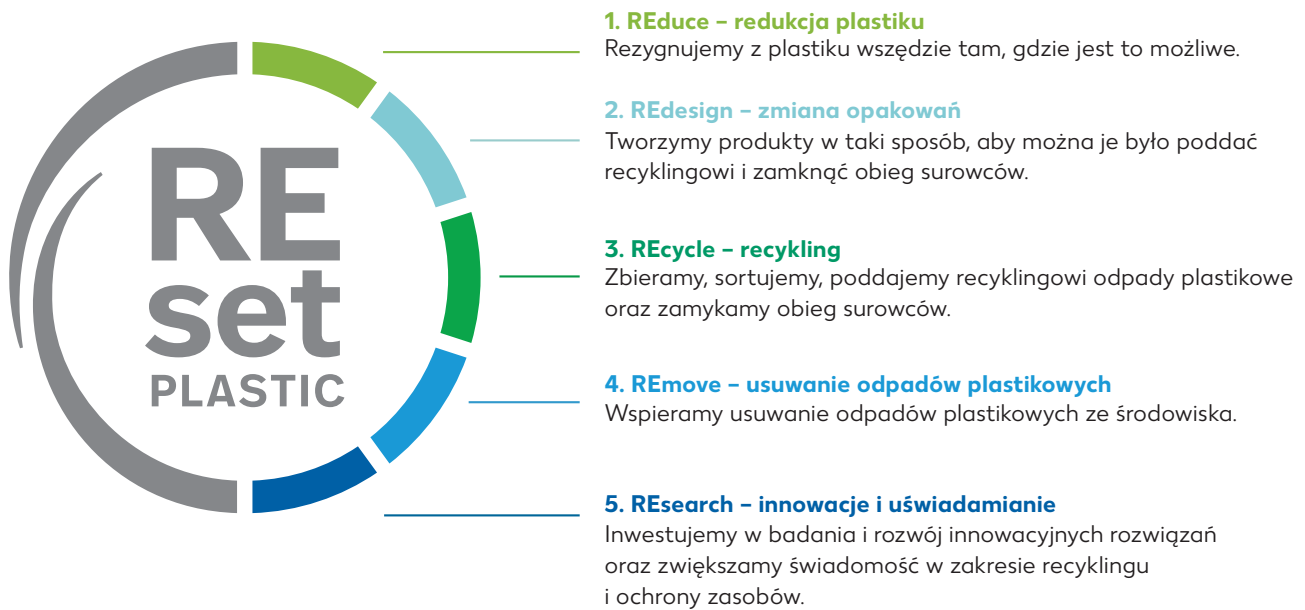 RE
set
PLASTIC
1. REduce – redukcja plastiku
Rezygnujemy z plastiku wszędzie tam, gdzie jest to możliwe.
2. REdesign – zmiana opakowań
Tworzymy produkty w taki sposób, aby można je było poddać
recyklingowi i zamknąć obieg surowców.
3. REcycle – recykling
Zbieramy, sortujemy, poddajemy recyklingowi odpady plastikowe
oraz zamykamy obieg surowców.
4. REmove – usuwanie odpadów plastikowych
Wspieramy usuwanie odpadów plastikowych ze środowiska.
5. REsearch – innowacje i uświadamianie
Inwestujemy w badania i rozwój innowacyjnych rozwiązań
oraz zwiększamy świadomość w zakresie recyklingu
i ochrony zasobów.